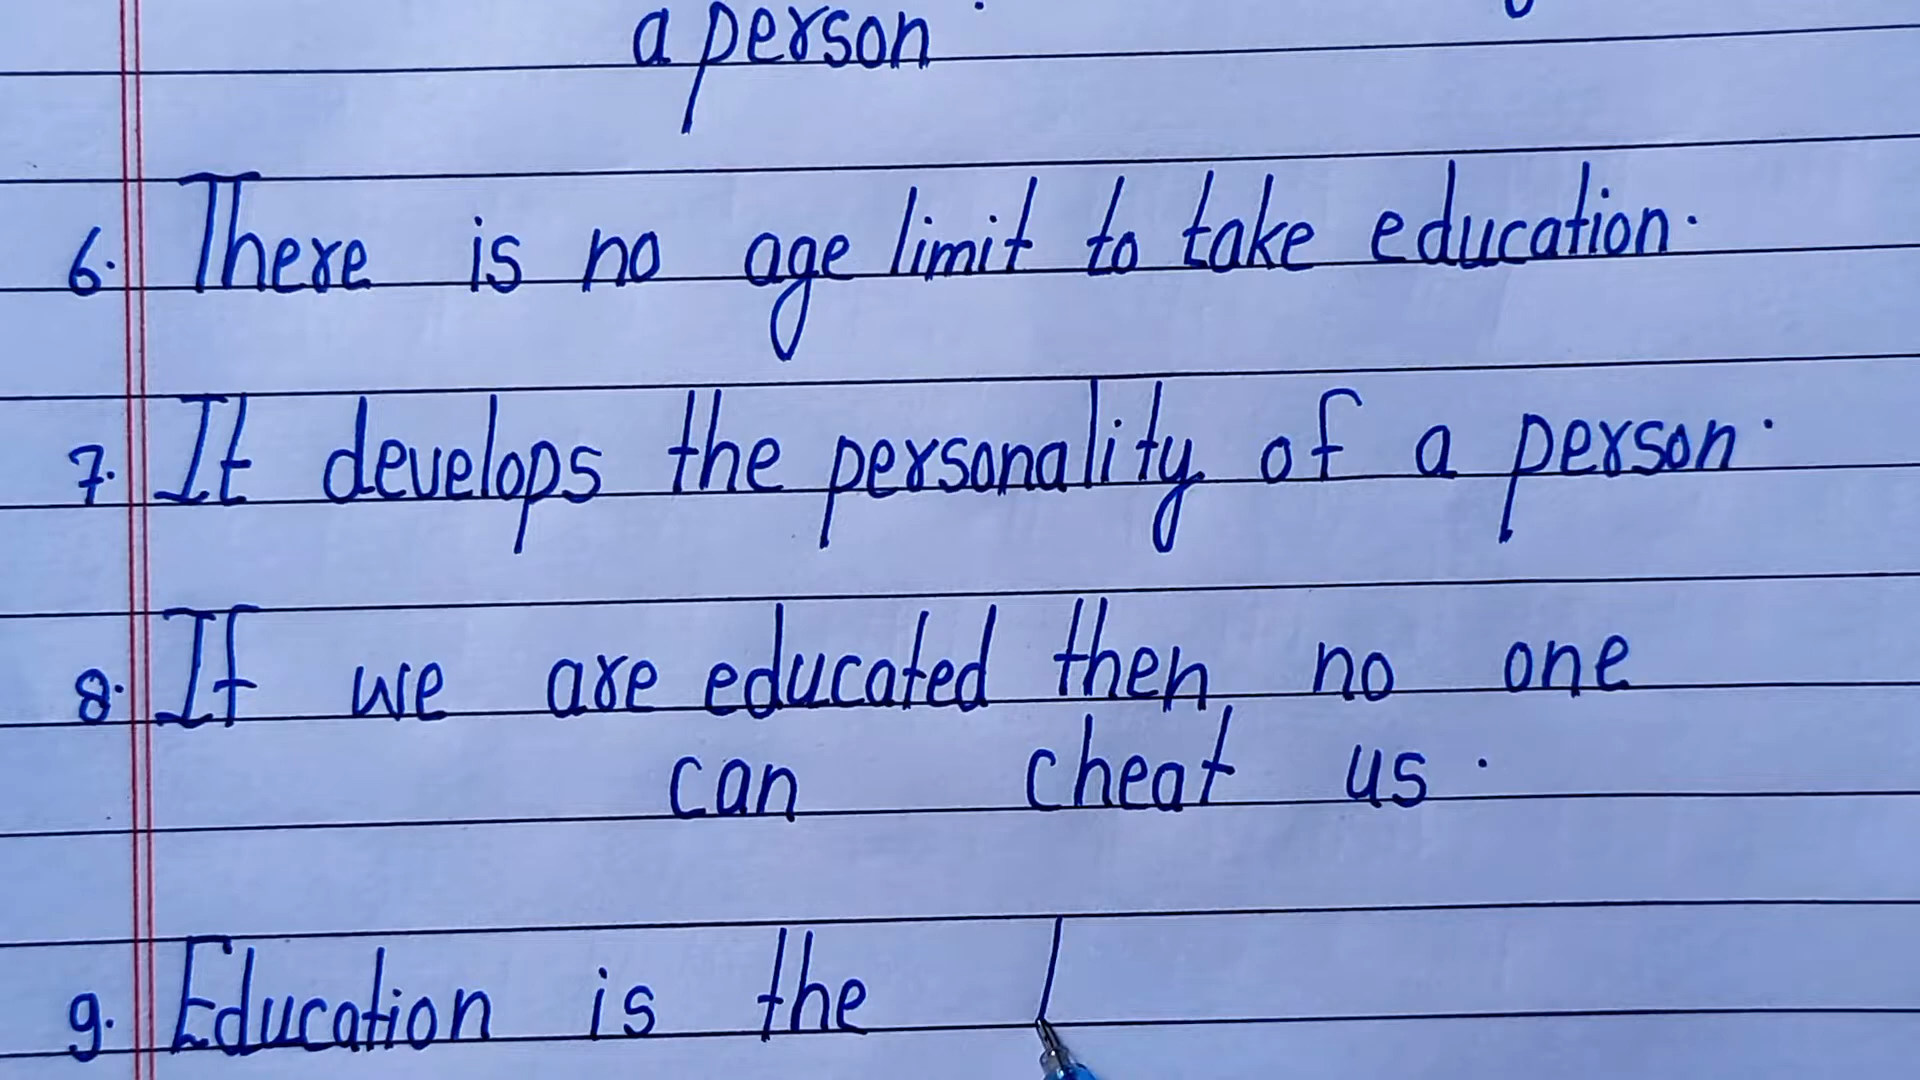 a person
6. There is no age limit to take education.
7. It develops the personality of a person.
8. If we are educated then no one
can cheat us.
9. Education is the